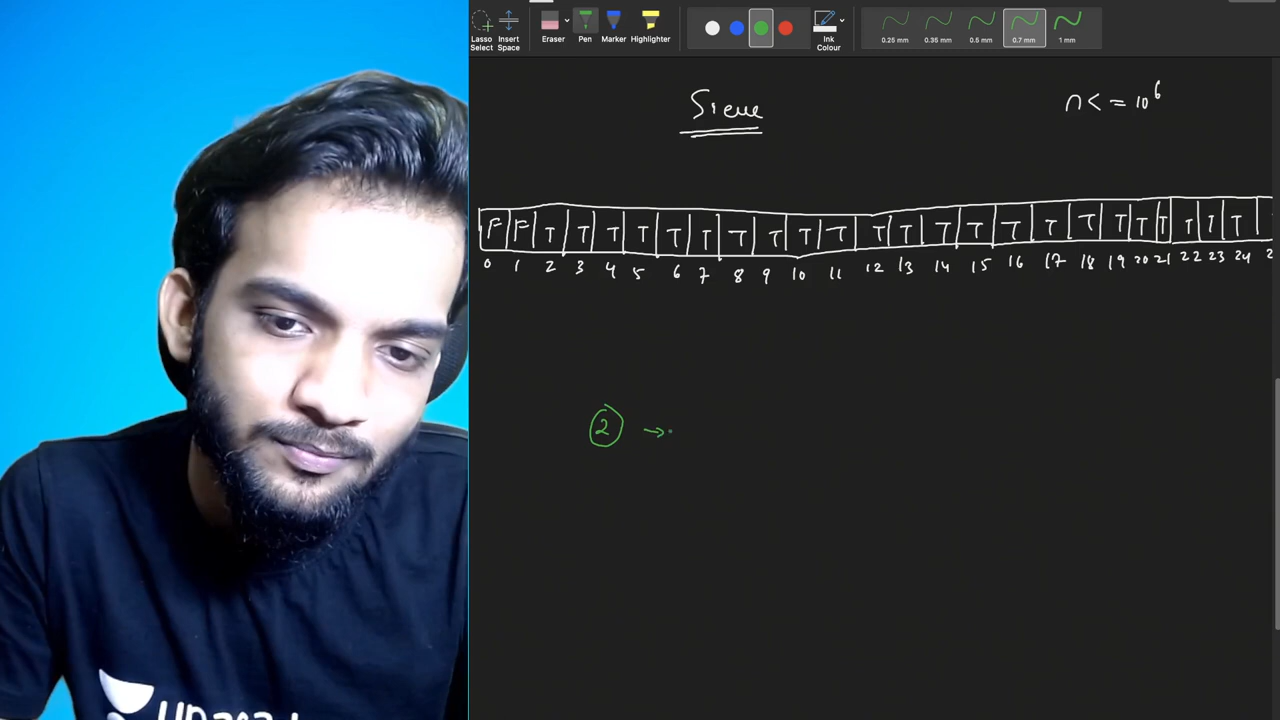 Lasso Select
Insert Space
Eraser
Pen
Marker
Highlighter
Ink Colour
0.25 mm
0.35 mm
0.5 mm
0.7 mm
1 mm
Sieve
n <= 10^6
F F T T T T T T T T T T T T T T T T T T T T T T T
0 1 2 3 4 5 6 7 8 9 10 11 12 13 14 15 16 17 18 19 20 21 22 23 24 2
2 →